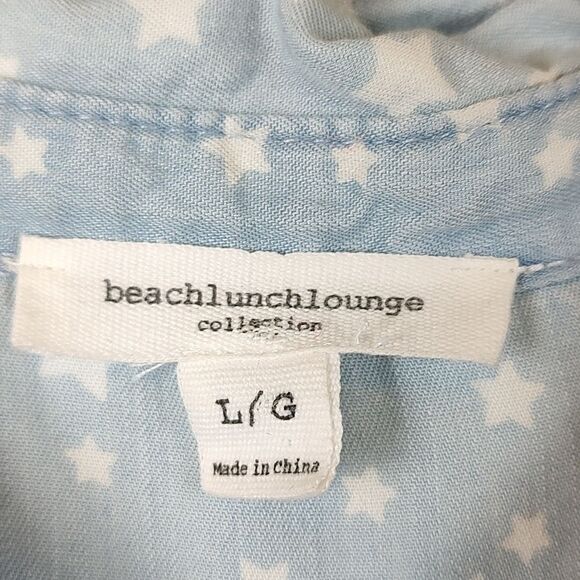 beachlunchlounge
collection
L/G
Made in China